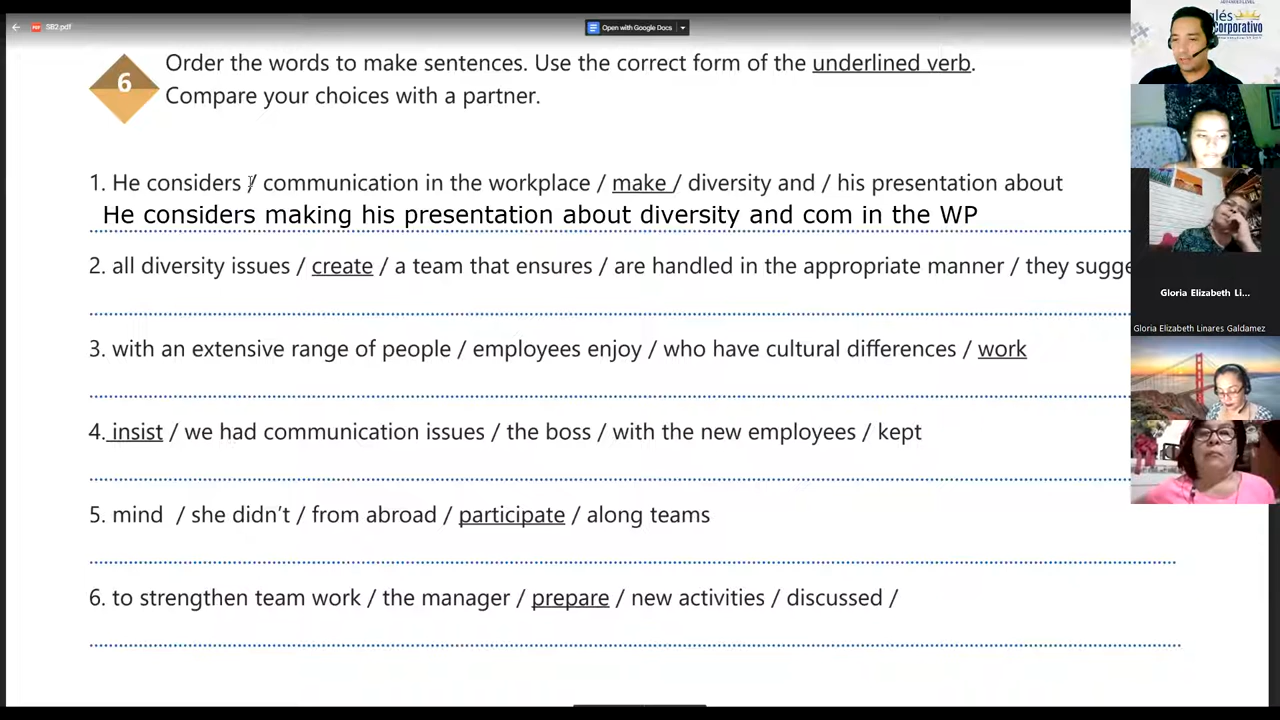 SB2.pdf
Open with Google Docs
6
Order the words to make sentences. Use the correct form of the underlined verb.
Compare your choices with a partner.
1. He considers / communication in the workplace / make / diversity and / his presentation about
He considers making his presentation about diversity and com in the WP
2. all diversity issues / create / a team that ensures / are handled in the appropriate manner / they sugge
3. with an extensive range of people / employees enjoy / who have cultural differences / work
4. insist / we had communication issues / the boss / with the new employees / kept
5. mind / she didn't / from abroad / participate / along teams
6. to strengthen team work / the manager / prepare / new activities / discussed /
glés
orporativo
Gloria Elizabeth Li...
Gloria Elizabeth Linares Galdamez